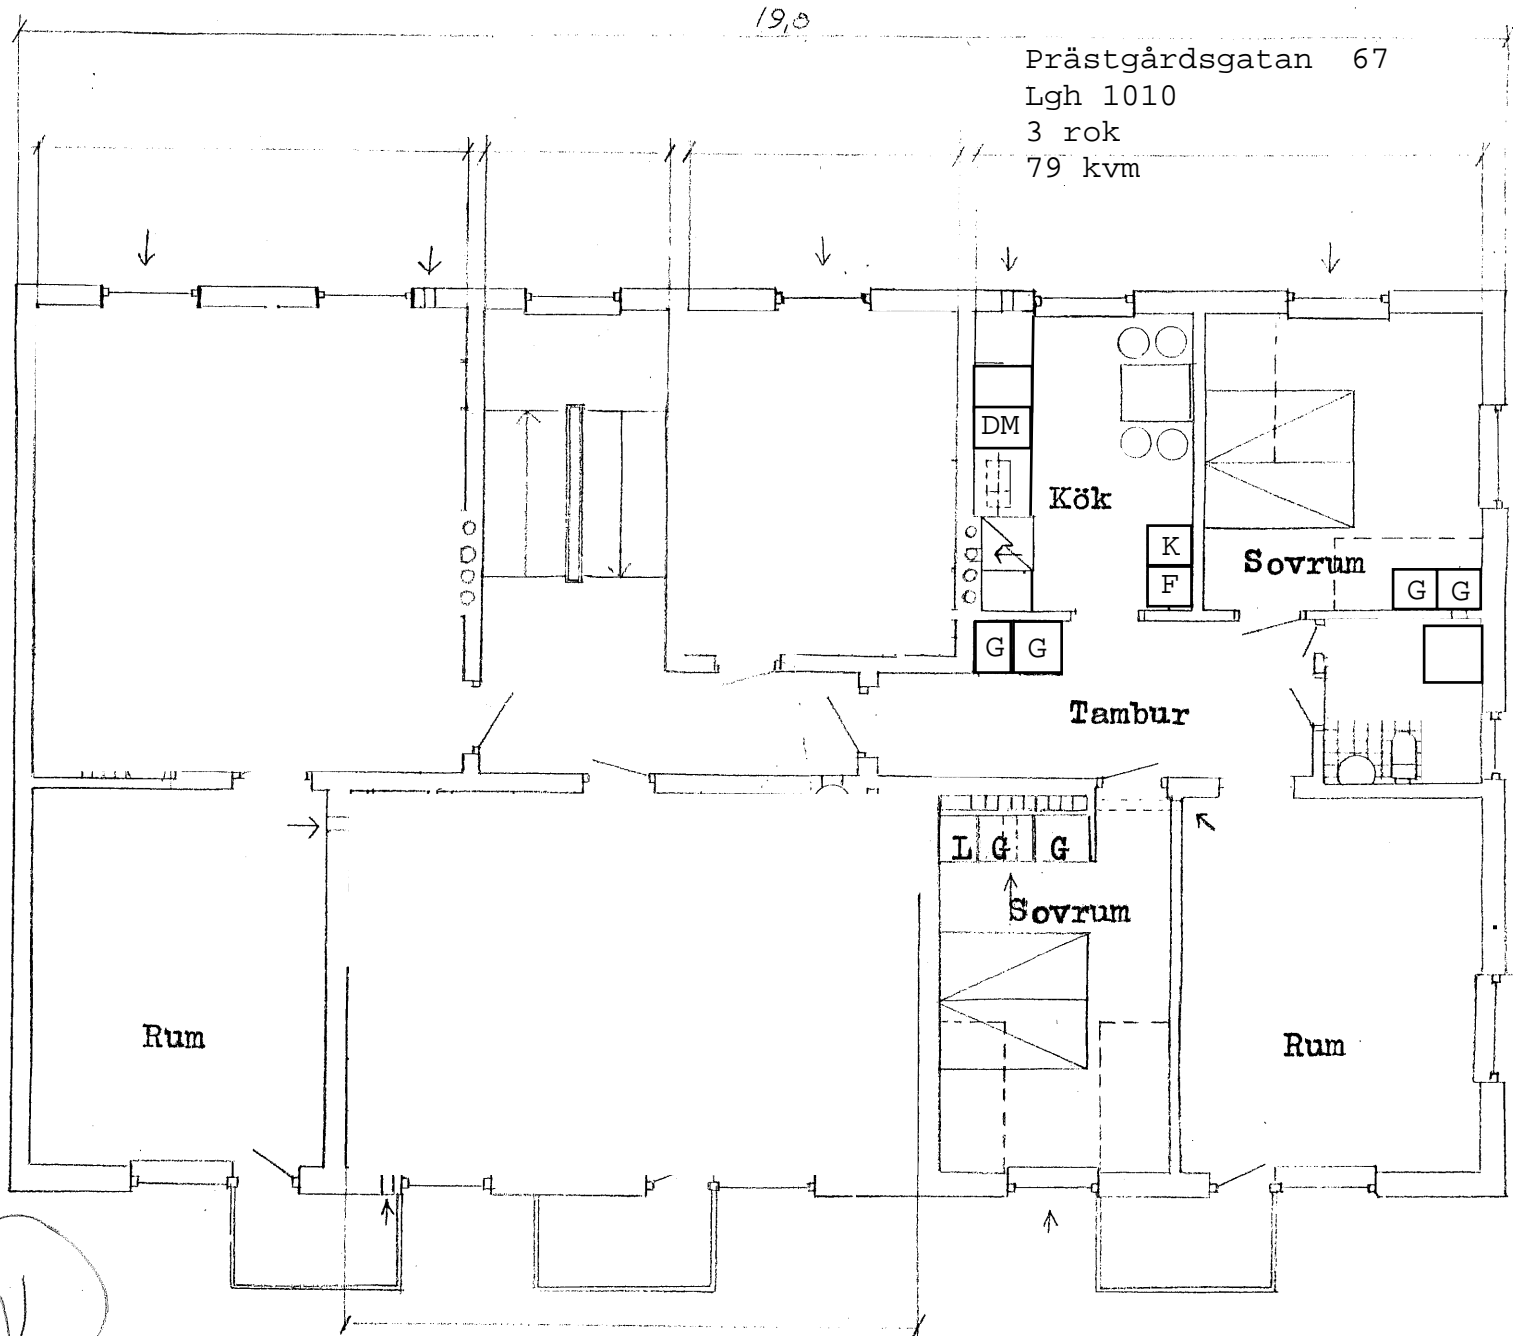 19,0
Prästgårdsgatan 67
Lgh 1010
3 rok
79 kvm
DM
Kök
K
F
Sovrum
G G
G G
Tambur
L G G
Sovrum
Rum
Rum